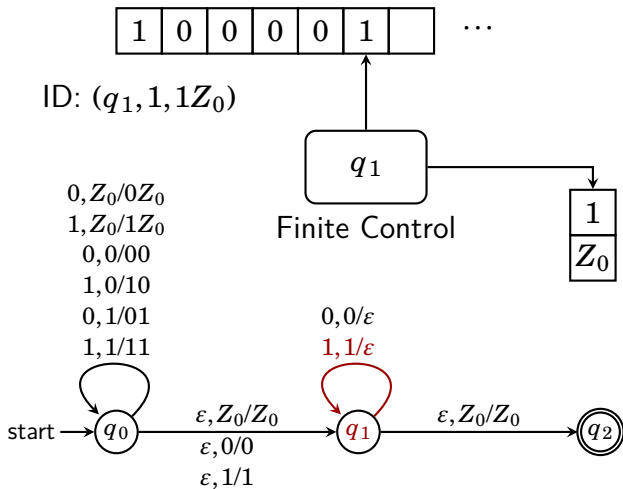 1 0 0 0 0 1 ⋯
ID: (q₁, 1, 1Z₀)
q₁
Finite Control
1
Z₀
0, Z₀/0Z₀
1, Z₀/1Z₀
0, 0/00
1, 0/10
0, 1/01
1, 1/11
0, 0/ε
1, 1/ε
start
q₀
ε, Z₀/Z₀
ε, 0/0
ε, 1/1
q₁
ε, Z₀/Z₀
q₂